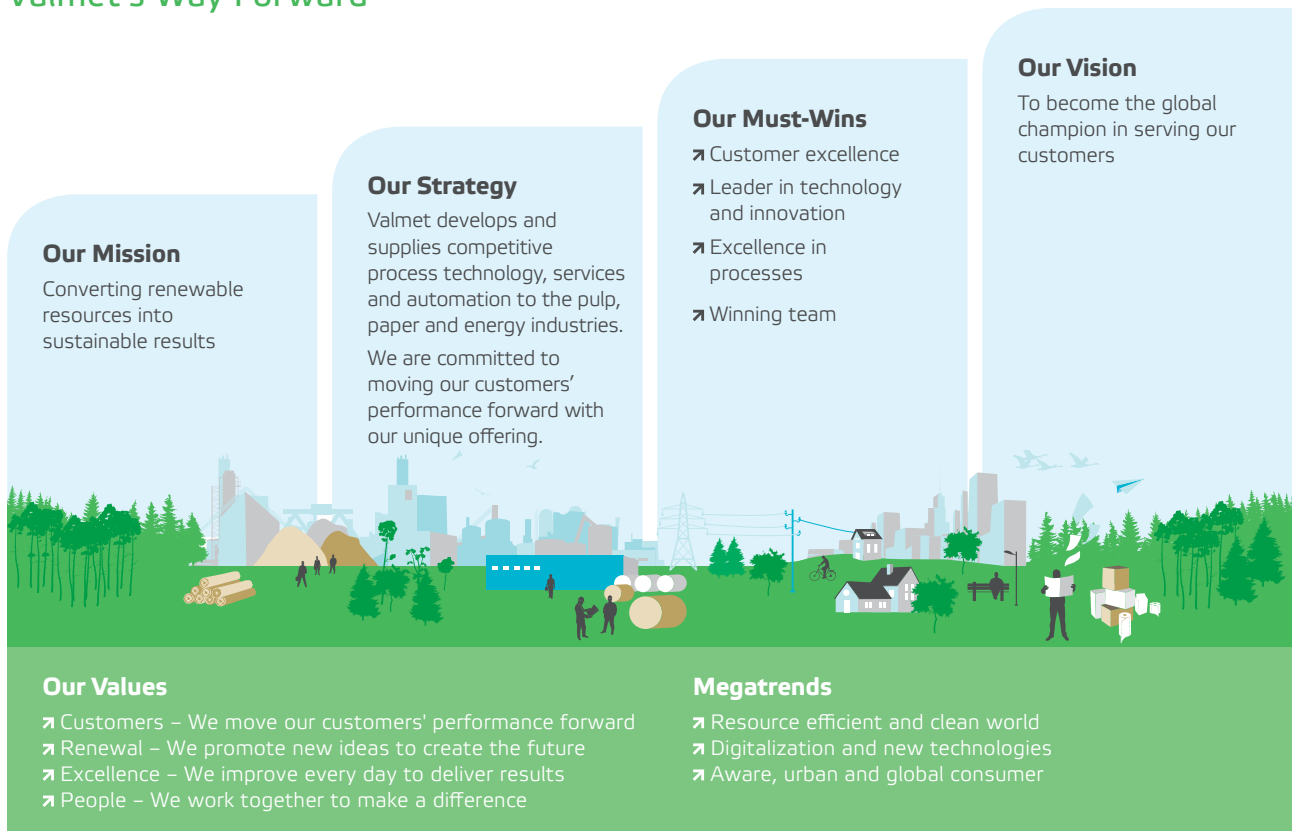 Valmet's Way Forward
Our Mission
Converting renewable
resources into
sustainable results
Our Strategy
Valmet develops and
supplies competitive
process technology, services
and automation to the pulp,
paper and energy industries.
We are committed to
moving our customers’
performance forward with
our unique offering.
Our Must-Wins
Customer excellence
Leader in technology
and innovation
Excellence in
processes
Winning team
Our Vision
To become the global
champion in serving our
customers
Our Values
Customers – We move our customers' performance forward
Renewal – We promote new ideas to create the future
Excellence – We improve every day to deliver results
People – We work together to make a difference
Megatrends
Resource efficient and clean world
Digitalization and new technologies
Aware, urban and global consumer